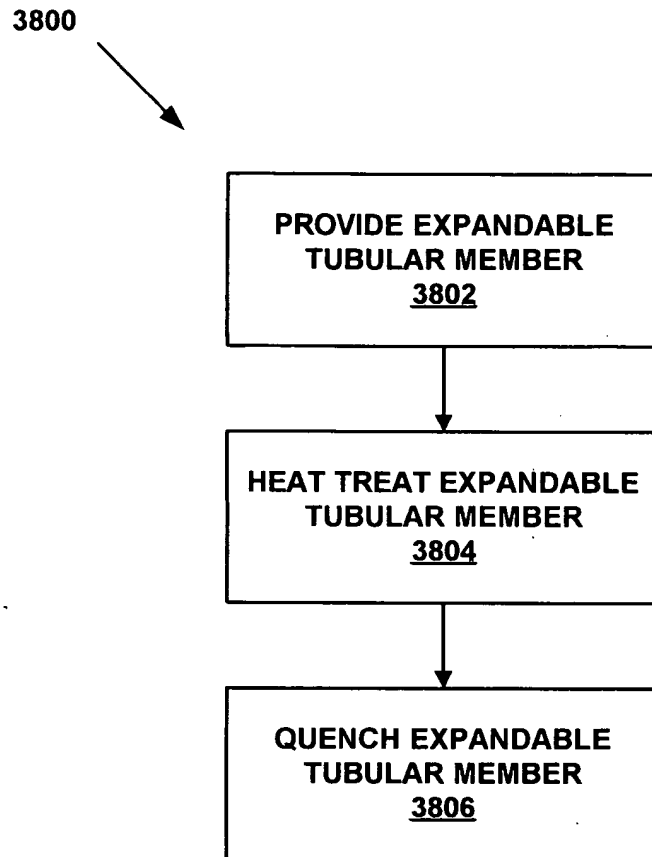 3800
PROVIDE EXPANDABLE
TUBULAR MEMBER
3802
HEAT TREAT EXPANDABLE
TUBULAR MEMBER
3804
QUENCH EXPANDABLE
TUBULAR MEMBER
3806